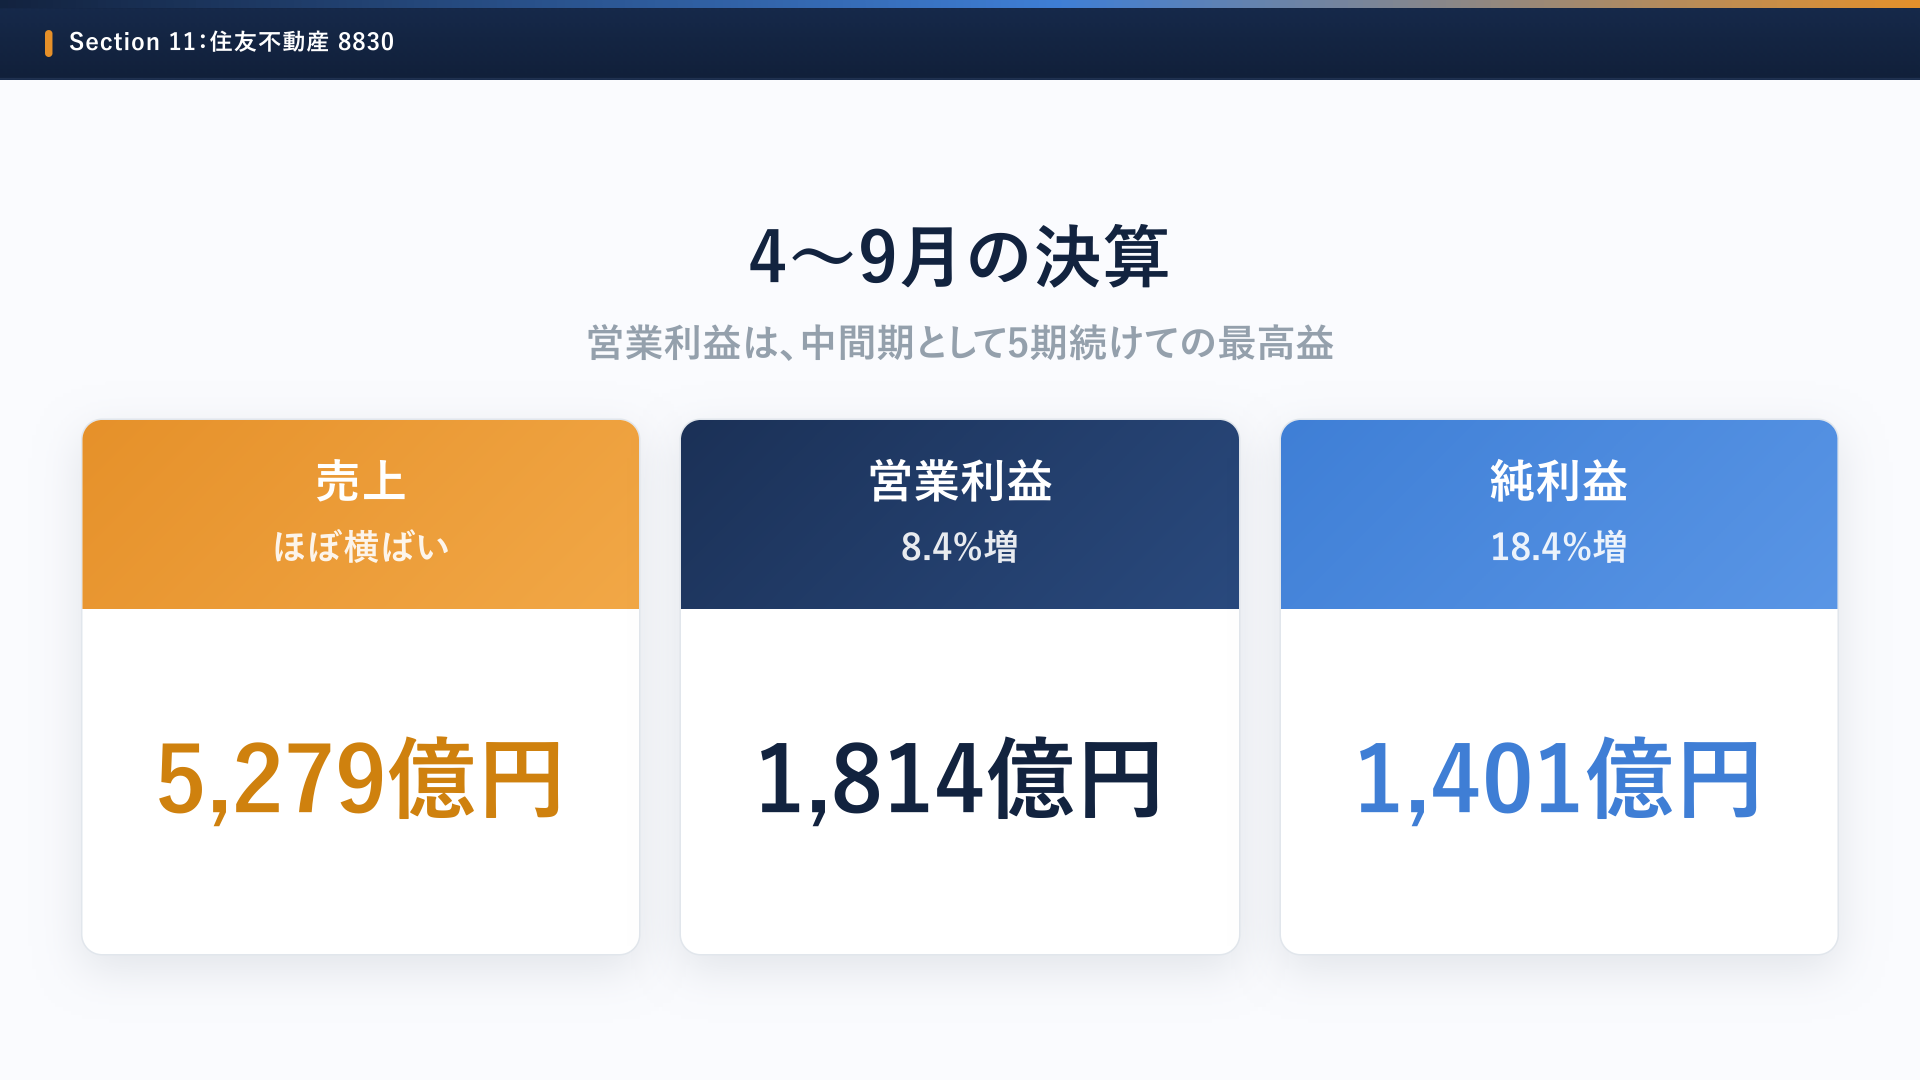 Section 11：住友不動産 8830
4〜9月の決算
営業利益は、中間期として5期続けての最高益
売上
ほぼ横ばい
5,279億円
営業利益
8.4%増
1,814億円
純利益
18.4%増
1,401億円